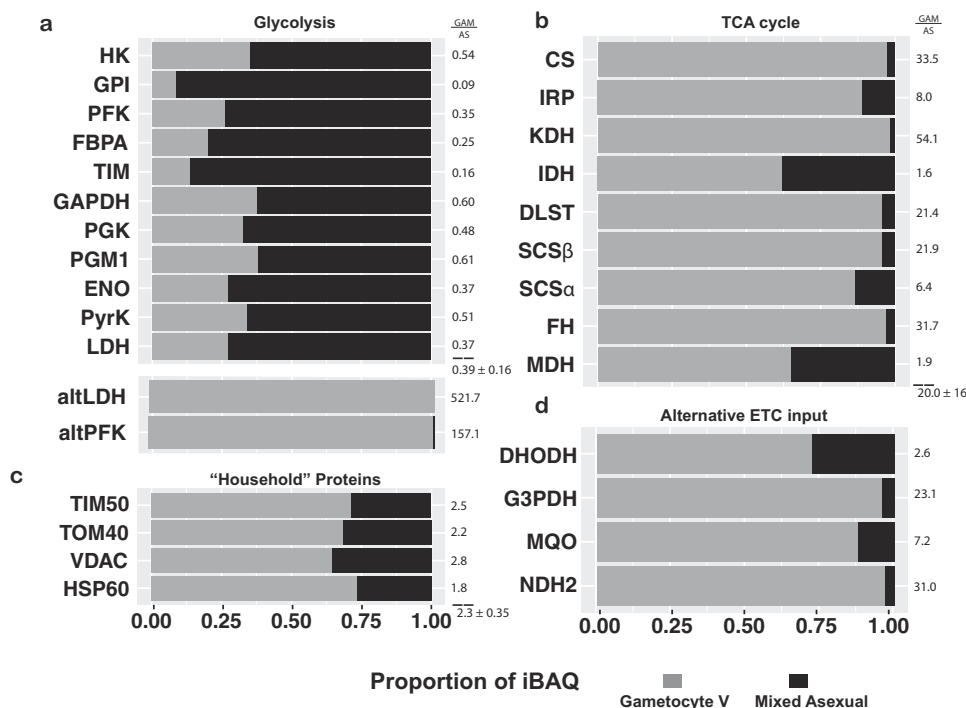 a
Glycolysis
GAM
AS
HK
0.54
GPI
0.09
PFK
0.35
FBPA
0.25
TIM
0.16
GAPDH
0.60
PGK
0.48
PGM1
0.61
ENO
0.37
PyrK
0.51
LDH
0.37
0.39 ± 0.16
altLDH
521.7
altPFK
157.1
b
TCA cycle
GAM
AS
CS
33.5
IRP
8.0
KDH
54.1
IDH
1.6
DLST
21.4
SCSβ
21.9
SCSα
6.4
FH
31.7
MDH
1.9
20.0 ± 16
c
“Household” Proteins
TIM50
2.5
TOM40
2.2
VDAC
2.8
HSP60
1.8
2.3 ± 0.35
0.00 0.25 0.50 0.75 1.00
d
Alternative ETC input
DHODH
2.6
G3PDH
23.1
MQO
7.2
NDH2
31.0
0.00 0.25 0.50 0.75 1.00
Proportion of iBAQ
Gametocyte V
Mixed Asexual